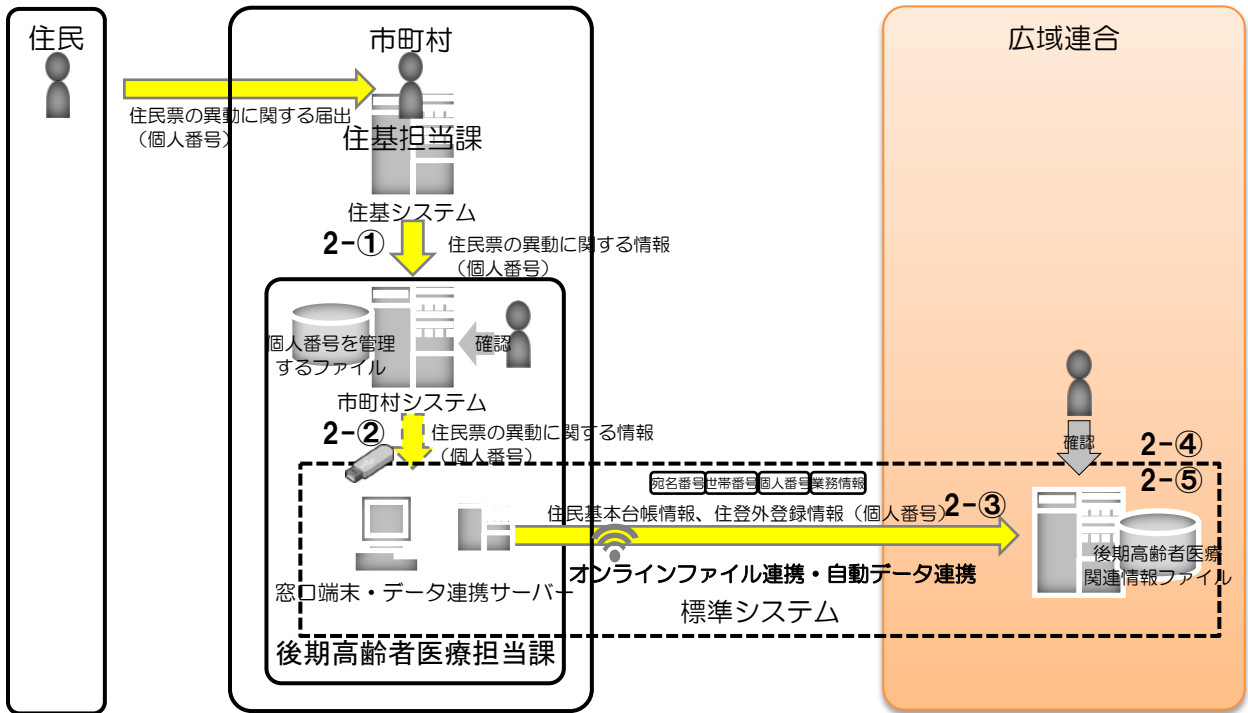 住民
市町村
広域連合
住民票の異動に関する届出
（個人番号）
住基担当課
住基システム
2-①
住民票の異動に関する情報
（個人番号）
個人番号を管理
するファイル
確認
市町村システム
2-②
住民票の異動に関する情報
（個人番号）
確認
2-④
2-⑤
宛名番号 世帯番号 個人番号 業務情報
住民基本台帳情報、住登外登録情報（個人番号）
2-③
オンラインファイル連携・自動データ連携
後期高齢者医療
関連情報ファイル
窓口端末・データ連携サーバー
標準システム
後期高齢者医療担当課